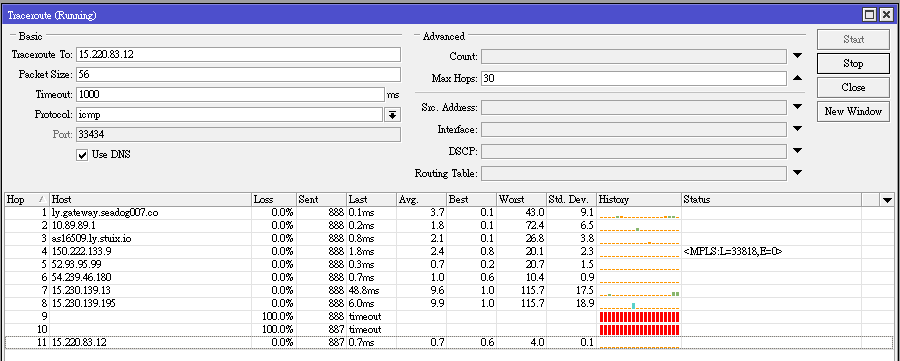 Traceroute (Running)
Basic
Traceroute To: 15.220.83.12
Packet Size: 56
Timeout: 1000 ms
Protocol: icmp
Port: 33434
Use DNS
Advanced
Count:
Max Hops: 30
Src. Address:
Interface:
DSCP:
Routing Table:
Start
Stop
Close
New Window
Hop / Host Loss Sent Last Avg. Best Worst Std. Dev. History Status
1 ly.gateway.seadog007.co 0.0% 888 0.1ms 3.7 0.1 43.0 9.1
2 10.89.89.1 0.0% 888 0.2ms 1.8 0.1 72.4 6.5
3 as16509.ly.stuix.io 0.0% 888 0.8ms 2.1 0.1 26.8 3.8
4 150.222.133.9 0.0% 888 1.6ms 2.4 0.8 20.1 2.3 <MPLS:L=33818,E=0>
5 52.93.95.99 0.0% 888 0.3ms 0.7 0.2 20.7 1.5
6 54.239.46.180 0.0% 888 0.7ms 1.0 0.6 10.4 0.9
7 15.230.139.13 0.0% 888 48.8ms 9.6 1.0 115.7 17.5
8 15.230.139.195 0.0% 888 6.0ms 9.9 1.0 115.7 18.9
9 100.0% 888 timeout
10 100.0% 887 timeout
11 15.220.83.12 0.0% 887 0.7ms 0.7 0.6 4.0 0.1